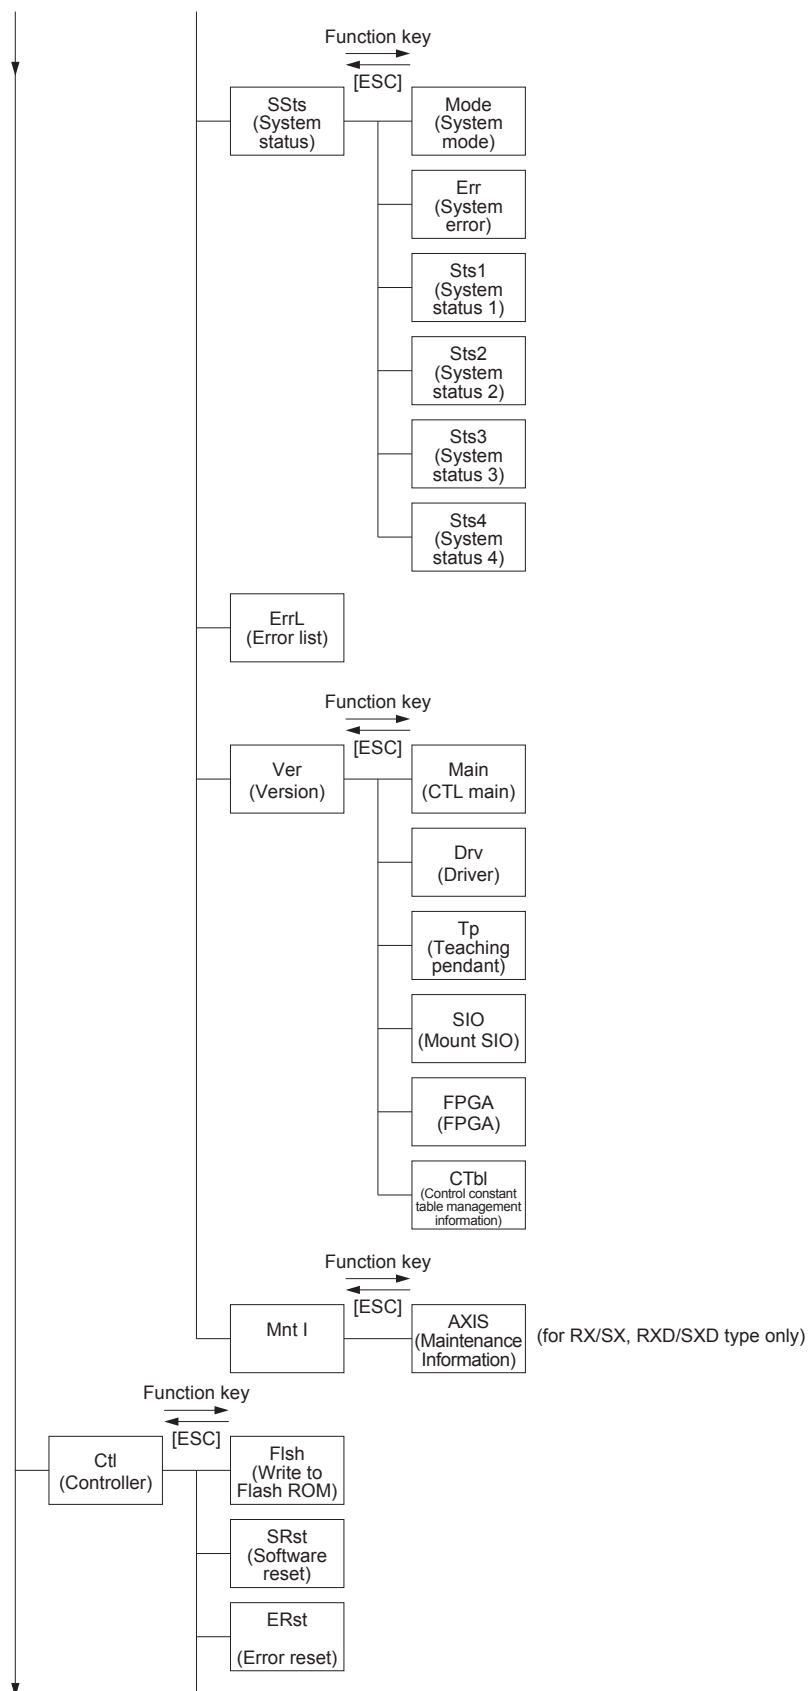 Function key
[ESC]
SSts
(System
status)
Mode
(System
mode)
Err
(System
error)
Sts1
(System
status 1)
Sts2
(System
status 2)
Sts3
(System
status 3)
Sts4
(System
status 4)
ErrL
(Error list)
Function key
[ESC]
Ver
(Version)
Main
(CTL main)
Drv
(Driver)
Tp
(Teaching
pendant)
SIO
(Mount SIO)
FPGA
(FPGA)
CTbl
(Control constant
table management
information)
Function key
[ESC]
Mnt I
AXIS
(Maintenance
Information)
(for RX/SX, RXD/SXD type only)
Function key
[ESC]
Ctl
(Controller)
Flsh
(Write to
Flash ROM)
SRst
(Software
reset)
ERst
(Error reset)